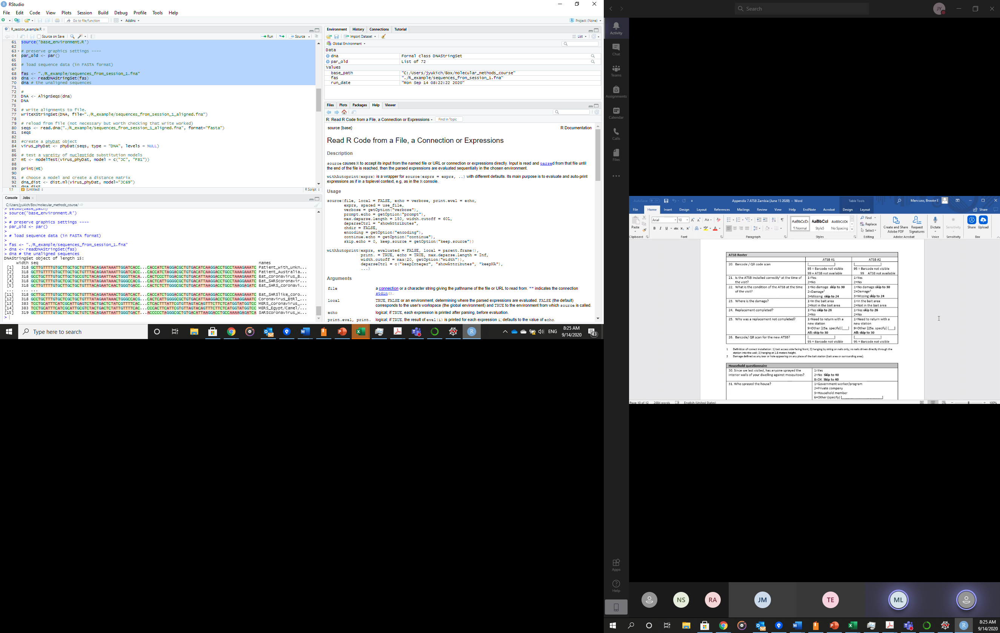 RStudio
File Edit Code View Plots Session Build Debug Profile Tools Help
Go to file/function Addins Project: (None)
R_session_example.R
Source on Save Run Source
61 source('base_environment.R')
62
63 # preserve graphics settings ----
64 par_old <- par()
65
66 # load sequence data (in FASTA format)
67
68 fas <- "./R_example/sequences_from_session_1.fna"
69 dna <- readDNAStringSet(fas)
70 dna # the unaligned sequences
71
72 #
73 DNA <- AlignSeqs(dna)
74 DNA
75
76 # write alignments to file.
77 writeXStringSet(DNA, file="./R_example/sequences_from_session_1_aligned.fna")
78
79 # reload from file (not necessary but worth checking that write worked)
80 seqs <- read.dna("./R_example/sequences_from_session_1_aligned.fna", format="fasta")
81 seqs
82
83 #create a phyDat object
84 virus_phyDat <- phyDat(seqs, type = "DNA", levels = NULL)
85
86 # test a vareity of nucleotide substitution models
87 mt <- modelTest(virus_phyDat, model = c("JC", "F81"))
88
89 print(mt)
90
91 # choose a model and create a distance matrix
92 dna_dist <- dist.ml(virus_phyDat, model="JC69")
93 dna_dist
1:1 (Untitled) R Script
Console Jobs
C:/Users/jyukich/Box/molecular_methods_course/
> setwd(base_path)
> source('base_environment.R')
>
> # preserve graphics settings ----
> par_old <- par()
>
> # load sequence data (in FASTA format)
>
> fas <- "./R_example/sequences_from_session_1.fna"
> dna <- readDNAStringSet(fas)
> dna # the unaligned sequences
DNAStringSet object of length 15:
width seq names
[1] 318 GCTTGTTTTGTGCTTGCTGCTGTTTACAGAATAAATTGGATCACC...CACCATCTAGGACGCTGTGACATCAAGGACCTGCCTAAAGAAATC Patient_with_unkn...
[2] 318 GCTTGTTTTGTGCTTGCTGCTGTTTACAGAATAAATTGGATCACC...CACCATCTAGGACGCTGTGACATCAAGGACCTGCCTAAAGAAATC Patient_Australia...
[3] 318 GCCTGCTTTGTGCTTGCTGCCGTCTACAGAATTAACTGGGTTACA...CACTCCCTTGGACGCTGTGACATTAAGGACCTGCCTAAAGAAATC Bat_coronavirus_B...
[4] 318 GCCTGCTTTGTGCTCGCTGCTGTTTATAGAATAAACTGGGCCACG...CACTCATTGGGGCGCTGTGACATTAAGGACCTGCCTAAGGAAATC Bat_SARScoronavir...
[5] 318 GCTTGTTTTGTGCTTGCTGCTGTTTACAGAATCAACTGGGTGACC...CACTCTCTTGGGCGCTGTGACATTAAGGACCTGCCTAAGGAGATC Bat_SARS_coronavi...
... ... ...
[11] 318 GCTTGCTTTGTGCTTGCTGCTGTTTACAGAATAAACTGGATCACT...CACCATCTGGGACGCTGTGACATCAAGGACCTGCCCAAAGAAATC Bat_SARSlike_coro...
[12] 318 GCCTGCTTTGTGCTCGCTGCTGTTTATAGAATAAACTGGGCCACG...CACTCATTGGGGCGCTGTGACATTAAGGACCTGCCTAAGGAAATC Coronavirus_BtRl_...
[13] 383 TCCTGCATTTCATCGCATTGAGTCTACTGACTCTATCGTTTTCAC...CTCACTTTATTCGTGTTAGTACAGTTTCTTCTCATGGTATGGTCC MERS_coronavirus_...
[14] 383 TCCTGCATTTCATCGCATTGCGTCTACTGACTCTATTGTTTTCAC...CCCACTTCATTCGTGTTAGTACAGTTTCTTCTCATGGTATGGTCC MERS_Egypt/Camel/...
[15] 319 GCTTGTTTTGTGCTTGCTGCTGTCTACAGAATTAATTGGGTGACT...ACCCCCTAGGGCGCTGTGACATTAAGGACCTGCCAAAAGAGATCA SARScoronavirus_w...
>
Environment History Connections Tutorial
Import Dataset List
Global Environment
Data
dna Formal class DNAStringSet
par_old List of 72
Values
base_path "C:/Users/jyukich/Box/molecular_methods_course"
fas "./R_example/sequences_from_session_1.fna"
run_date "Mon Sep 14 08:22:22 2020"
Files Plots Packages Help Viewer
R: Read R Code from a File, a Connection or Expressions Find in Topic
source {base} R Documentation
Read R Code from a File, a Connection or Expressions
Description
source causes R to accept its input from the named file or URL or connection or expressions directly. Input is read and parsed from that file until
the end of the file is reached, then the parsed expressions are evaluated sequentially in the chosen environment.
withAutoprint(exprs) is a wrapper for source(exprs = exprs, ..) with different defaults. Its main purpose is to evaluate and auto-print
expressions as if in a toplevel context, e.g, as in the R console.
Usage
source(file, local = FALSE, echo = verbose, print.eval = echo,
exprs, spaced = use_file,
verbose = getOption("verbose"),
prompt.echo = getOption("prompt"),
max.deparse.length = 150, width.cutoff = 60L,
deparseCtrl = "showAttributes",
chdir = FALSE,
encoding = getOption("encoding"),
continue.echo = getOption("continue"),
skip.echo = 0, keep.source = getOption("keep.source"))
withAutoprint(exprs, evaluated = FALSE, local = parent.frame(),
print. = TRUE, echo = TRUE, max.deparse.length = Inf,
width.cutoff = max(20, getOption("width")),
deparseCtrl = c("keepInteger", "showAttributes", "keepNA"),
...)
Arguments
file a connection or a character string giving the pathname of the file or URL to read from. "" indicates the connection
stdin().
local TRUE, FALSE or an environment, determining where the parsed expressions are evaluated. FALSE (the default)
corresponds to the user's workspace (the global environment) and TRUE to the environment from which source is called.
echo logical; if TRUE, each expression is printed after parsing, before evaluation.
print.eval, print. logical; if TRUE, the result of eval(i) is printed for each expression i; defaults to the value of echo.
Type here to search
ENG 8:25 AM
9/14/2020 43
Search JY
Activity
Chat
Teams
Assignments
Calendar
Calls
Files
Apps
Help
AutoSave Off Appendix 7 ATSB Zambia (June 15 2020) - Word Table Tools Mancuso, Brooke E
File Home Insert Design Layout References Mailings Review View Help EndNote Acrobat Design Layout Share
Paste Arial 10 AaBbCcDc AaBbCcI AaBbCcDc Find
Replace
Select
¶ Normal Style5 No Spacing
Create and Share Adobe PDF Request Signatures Dictate Sensitivity Share Upload
Clipboard Font Paragraph Styles Editing Adobe Acrobat Voice Sensitivity Box
ATSB Roster
ATSB #1 ATSB #2
20. Barcode / QR code scan [____] [____]
95 = Barcode not visible 95 = Barcode not visible
99 = ATSB not available 99 ATSB not available
21. Is the ATSB installed correctly¹ at the time of 1=Yes 1=Yes
the visit? 2=No 2=No
22. What is the condition of the ATSB at the time 1=No damage skip to 30 1=No damage skip to 30
of the visit? 2=Damage² 2=Damage²
3=Missing skip to 24 3=Missing skip to 24
23. Where is the damage? 1=In the bait area 1=In the bait area
2=Not in the bait area 2=Not in the bait area
24. Replacement completed? 1=Yes skip to 26 1=Yes skip to 26
2=No 2=No
25. Why was a replacement not completed? 1=Need to return with a 1=Need to return with a
new station new station
9=Other [25a. specify] [___] 9=Other [25a. specify] [___]
All: skip to 30 All: skip to 30
26. Barcode/ QR scan for the new ATSB? [____] [____]
95 = Barcode not visible 95 = Barcode not visible
1 Definition of correct installation: 1) bait access side facing front; 2) hanging by string on nails only; no nails driven directly through the
station into the wall; 3) hanging at 1.8 meters height.
2 Damage defined as any tear or hole appearing on any place of the bait station (bait area or surrounding area).
Household questionnaire
30. Since we last visited, has anyone sprayed the 1=Yes
interior walls of your dwelling against mosquitoes? 2=No Skip to 40
8=DK Skip to 40
31. Who sprayed the house? 1=Government worker/program
2=Private company
3=Household member
6=Other (specify) [____]
Page 10 of 12 2684 words English (United States) 100%
NS RA JM TE ML
8:25 AM
9/14/2020